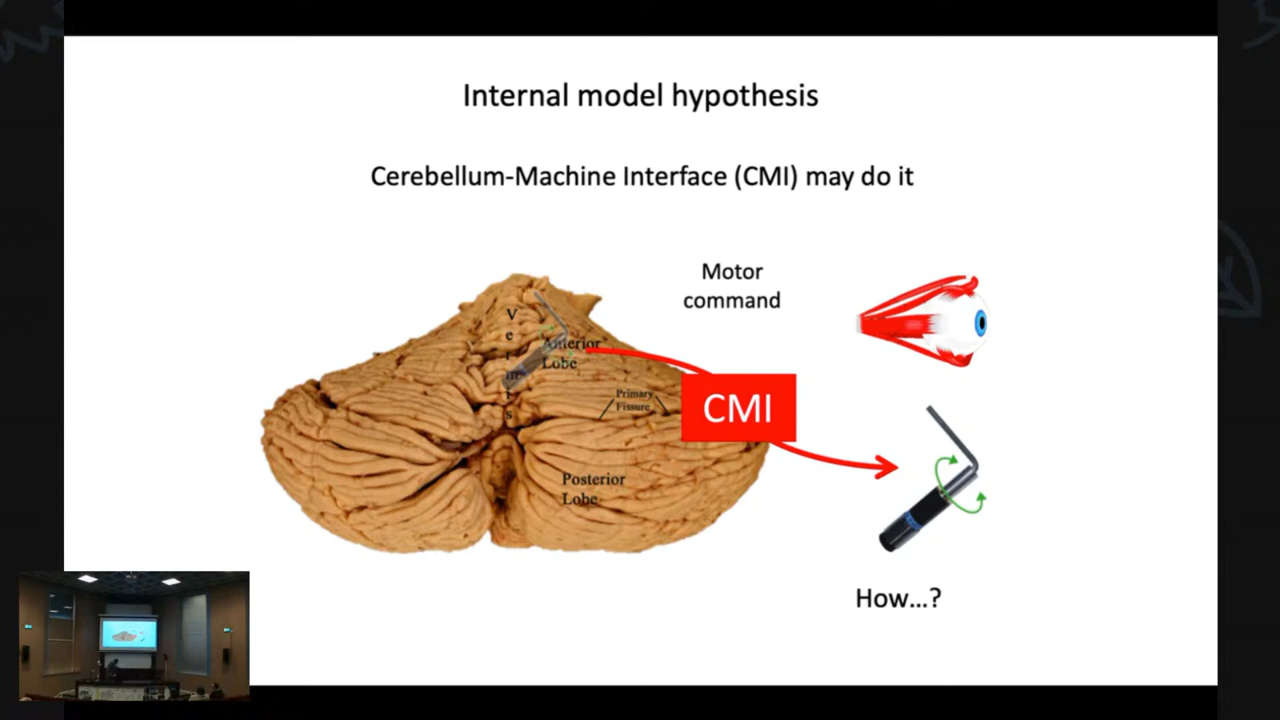 Internal model hypothesis
Cerebellum-Machine Interface (CMI) may do it
Motor
command
Vermis
Anterior
Lobe
Primary
Fissure
CMI
Posterior
Lobe
How...?